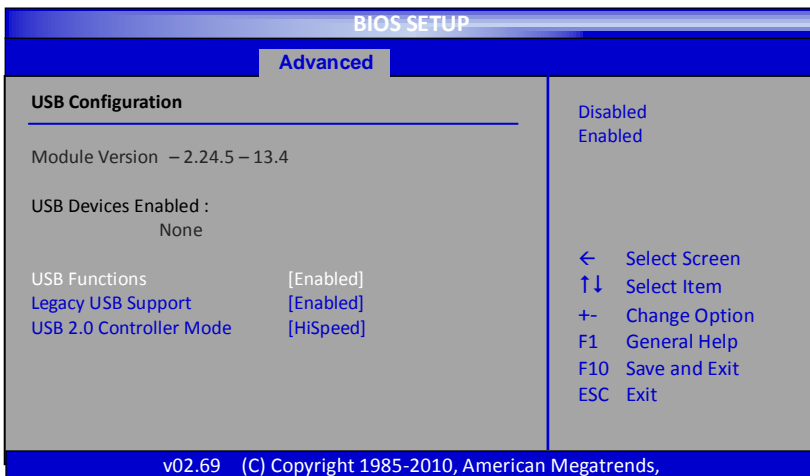 BIOS SETUP
Advanced
USB Configuration
Module Version – 2.24.5 – 13.4
USB Devices Enabled :
None
USB Functions [Enabled]
Legacy USB Support [Enabled]
USB 2.0 Controller Mode [HiSpeed]
Disabled
Enabled
← Select Screen
↑↓ Select Item
+- Change Option
F1 General Help
F10 Save and Exit
ESC Exit
v02.69 (C) Copyright 1985-2010, American Megatrends,